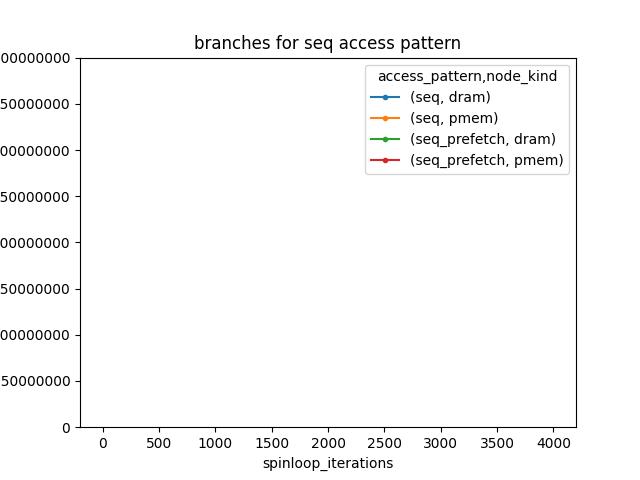 branches for seq access pattern
access_pattern,node_kind
(seq, dram)
(seq, pmem)
(seq_prefetch, dram)
(seq_prefetch, pmem)
00000000
50000000
00000000
50000000
00000000
50000000
00000000
50000000
0
0 500 1000 1500 2000 2500 3000 3500 4000
spinloop_iterations